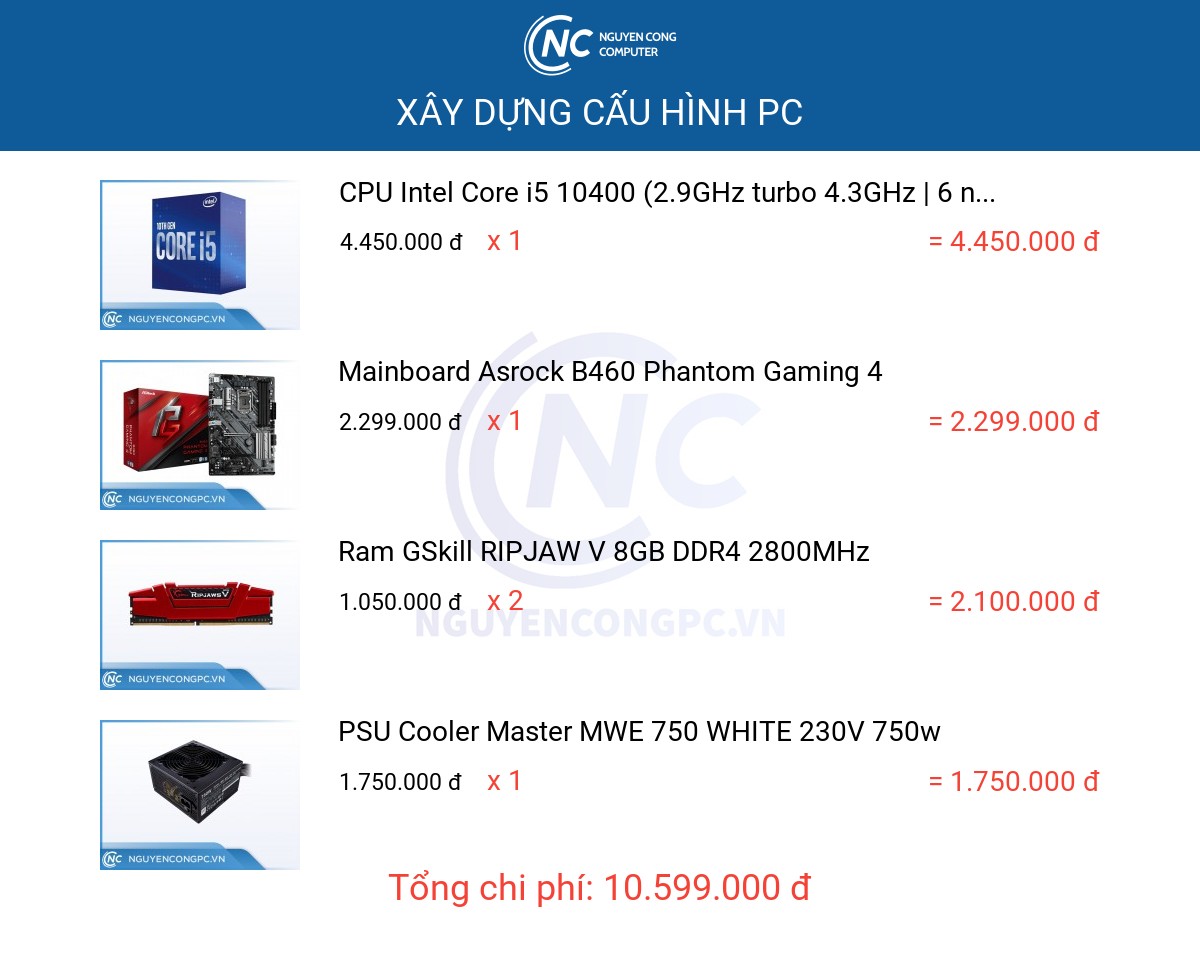 NC NGUYEN CONG
COMPUTER
XÂY DỰNG CẤU HÌNH PC
CPU Intel Core i5 10400 (2.9GHz turbo 4.3GHz | 6 n...
4.450.000 đ x 1 = 4.450.000 đ
intel
10TH GEN
CORE i5
NC NGUYENCONGPC.VN
Mainboard Asrock B460 Phantom Gaming 4
2.299.000 đ x 1 = 2.299.000 đ
NC NGUYENCONGPC.VN
NC
NGUYENCONGPC.VN
Ram GSkill RIPJAW V 8GB DDR4 2800MHz
1.050.000 đ x 2 = 2.100.000 đ
RIPJAWS V
NC NGUYENCONGPC.VN
PSU Cooler Master MWE 750 WHITE 230V 750w
1.750.000 đ x 1 = 1.750.000 đ
NC NGUYENCONGPC.VN
Tổng chi phí: 10.599.000 đ